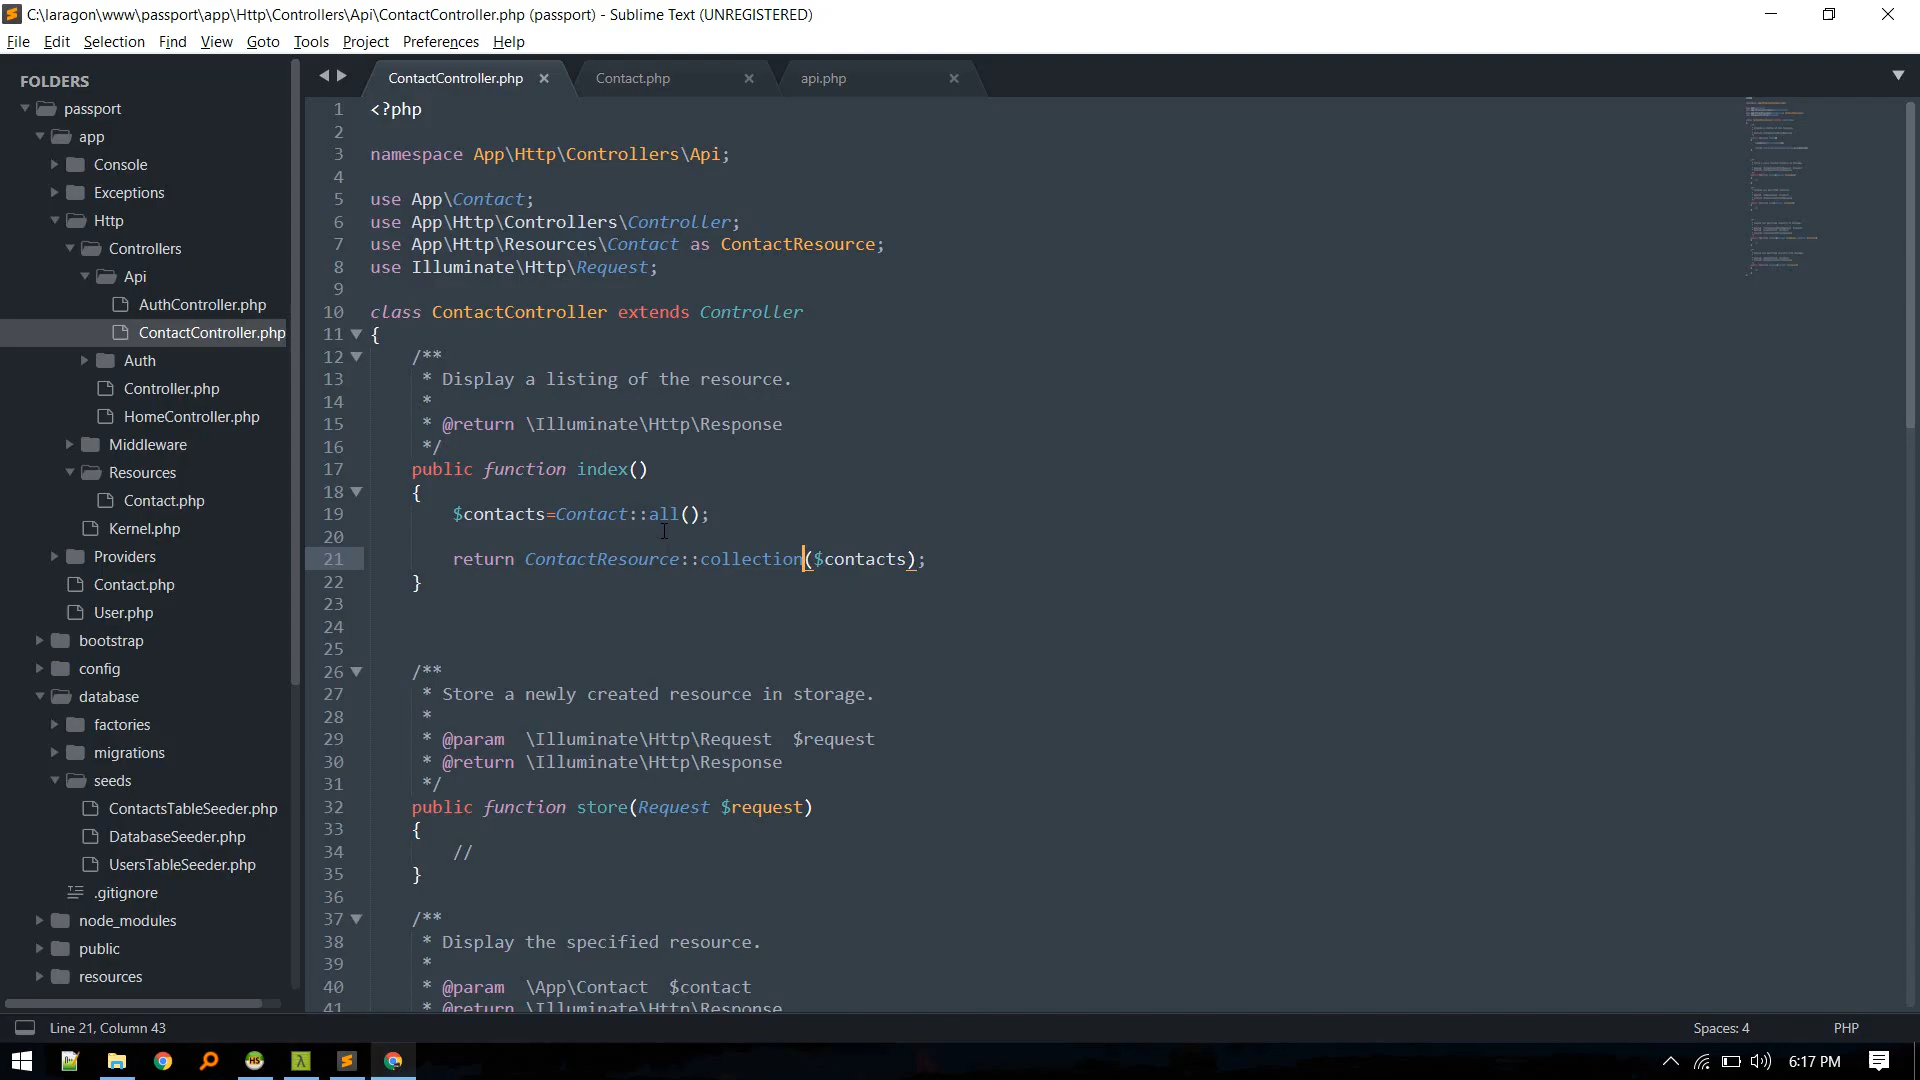 C:\laragon\www\passport\app\Http\Controllers\Api\ContactController.php (passport) - Sublime Text (UNREGISTERED)
File Edit Selection Find View Goto Tools Project Preferences Help
FOLDERS
passport
app
Console
Exceptions
Http
Controllers
Api
AuthController.php
ContactController.php
Auth
Controller.php
HomeController.php
Middleware
Resources
Contact.php
Kernel.php
Providers
Contact.php
User.php
bootstrap
config
database
factories
migrations
seeds
ContactsTableSeeder.php
DatabaseSeeder.php
UsersTableSeeder.php
.gitignore
node_modules
public
resources
ContactController.php Contact.php api.php
1 <?php
2
3 namespace App\Http\Controllers\Api;
4
5 use App\Contact;
6 use App\Http\Controllers\Controller;
7 use App\Http\Resources\Contact as ContactResource;
8 use Illuminate\Http\Request;
9
10 class ContactController extends Controller
11 {
12 /**
13 * Display a listing of the resource.
14 *
15 * @return \Illuminate\Http\Response
16 */
17 public function index()
18 {
19 $contacts=Contact::all();
20
21 return ContactResource::collection($contacts);
22 }
23
24
25
26 /**
27 * Store a newly created resource in storage.
28 *
29 * @param \Illuminate\Http\Request $request
30 * @return \Illuminate\Http\Response
31 */
32 public function store(Request $request)
33 {
34 //
35 }
36
37 /**
38 * Display the specified resource.
39 *
40 * @param \App\Contact $contact
41 * @return \Illuminate\Http\Response
Line 21, Column 43
Spaces: 4 PHP
6:17 PM